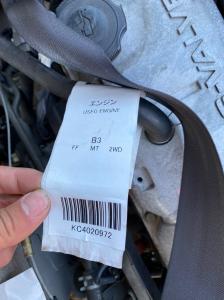 エンジン
USED ENGINE
B3
FF MT 2WD
KC4020972